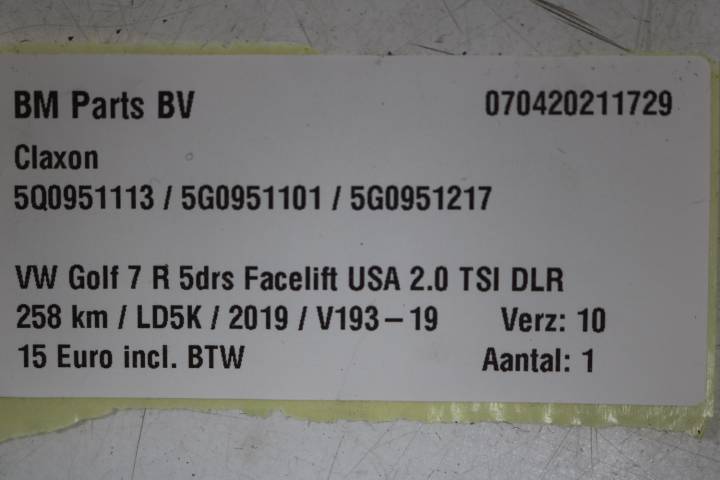 BM Parts BV 070420211729
Claxon
5Q0951113 / 5G0951101 / 5G0951217
VW Golf 7 R 5drs Facelift USA 2.0 TSI DLR
258 km / LD5K / 2019 / V193-19 Verz: 10
15 Euro incl. BTW Aantal: 1